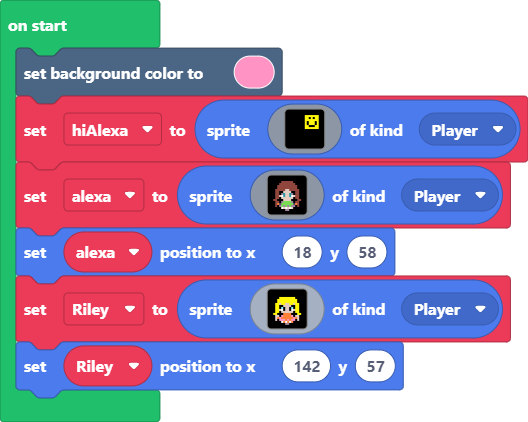 on start
set background color to
set hiAlexa to sprite of kind Player
set alexa to sprite of kind Player
set alexa position to x 18 y 58
set Riley to sprite of kind Player
set Riley position to x 142 y 57